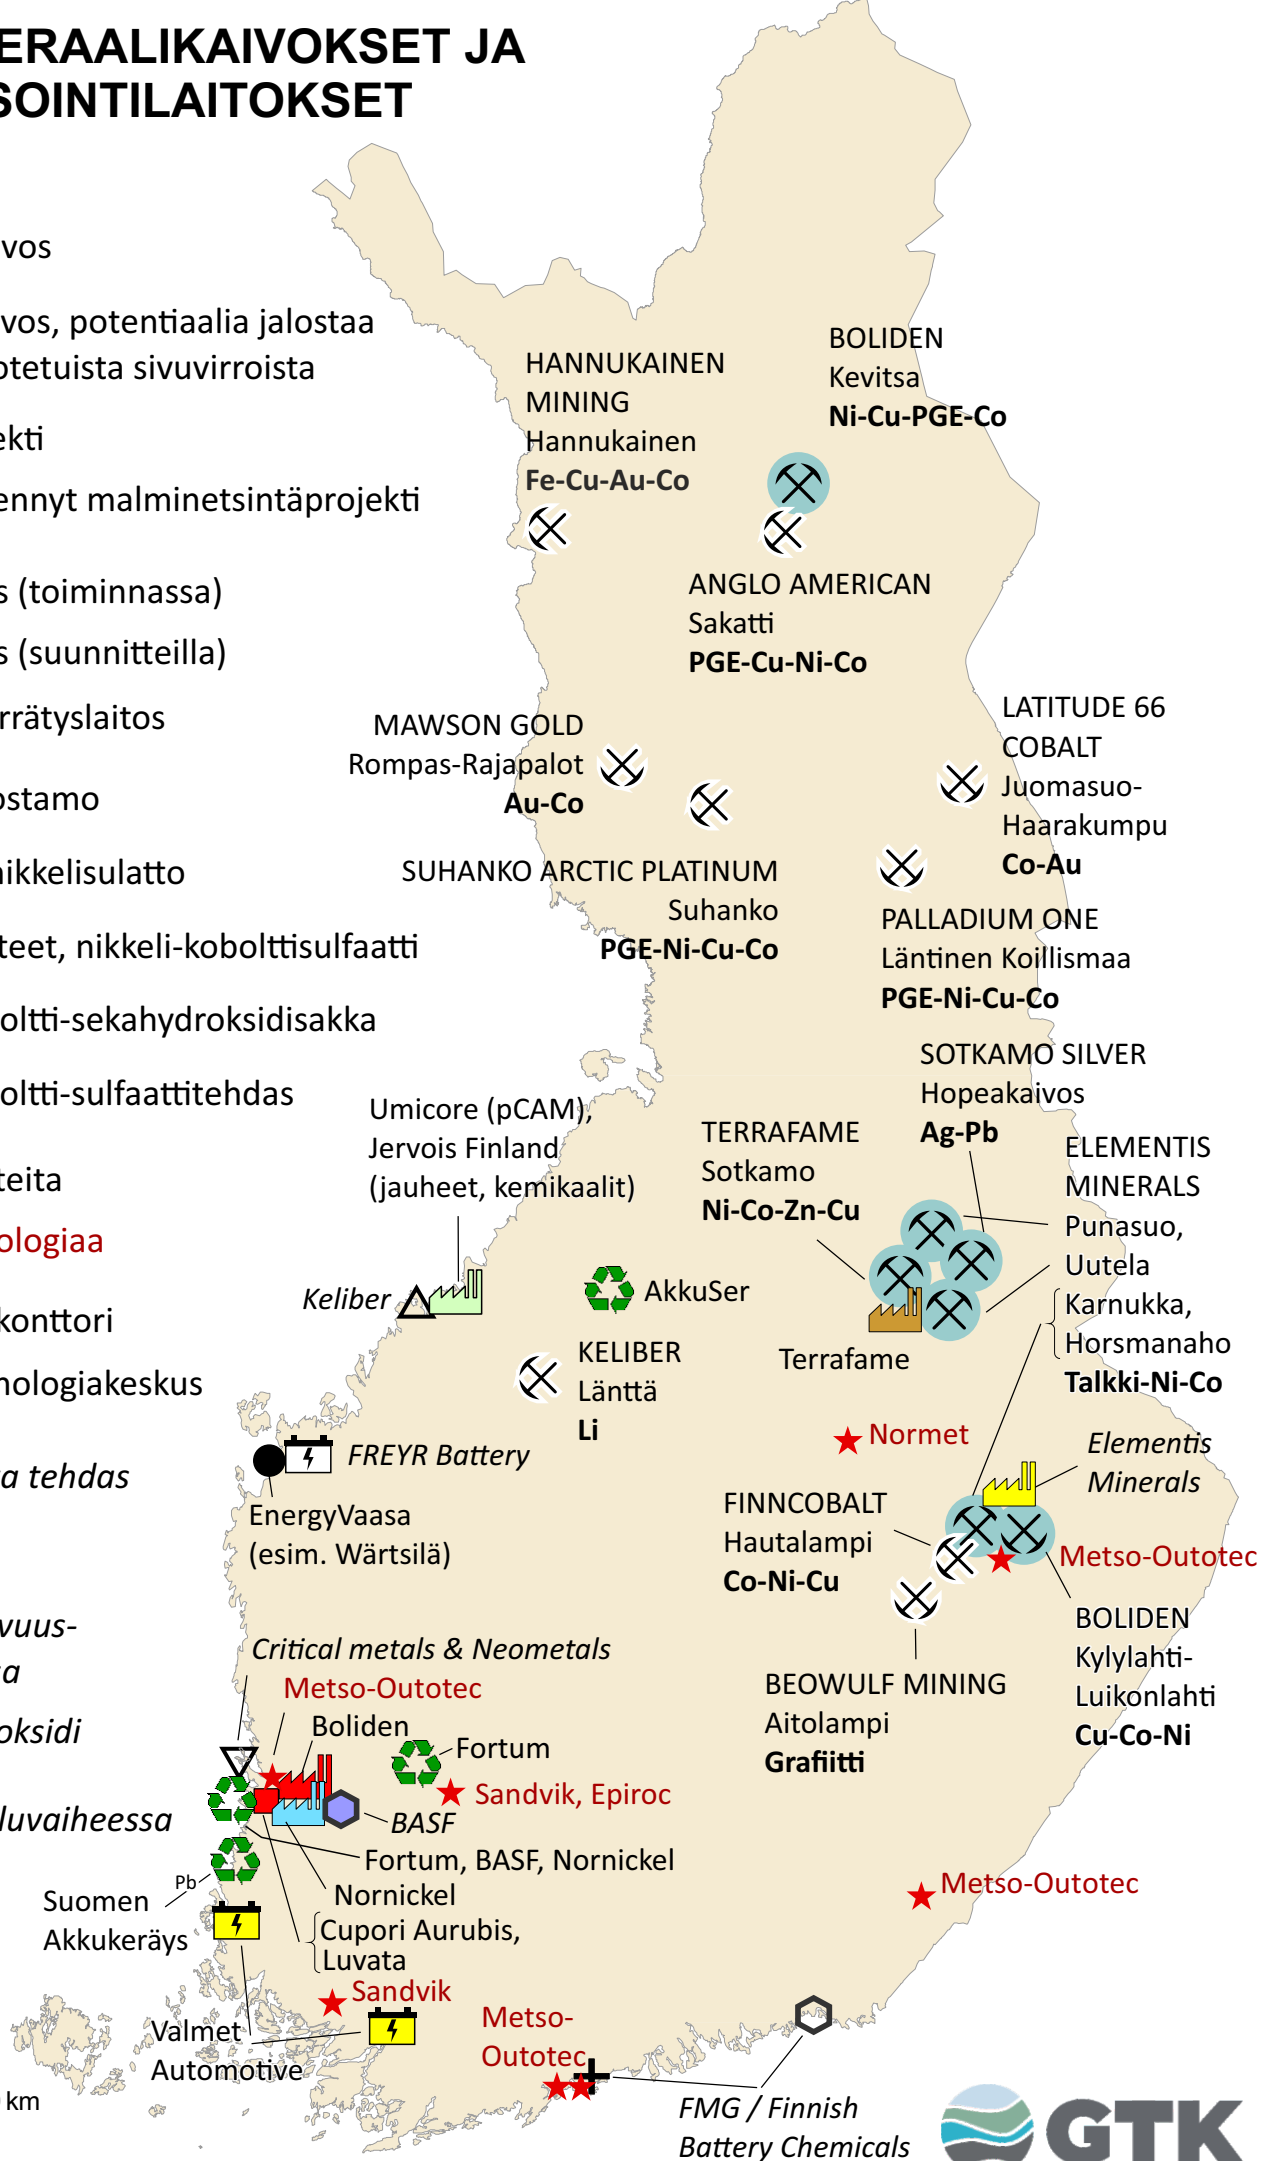 ERAALIKAIVOKSET JA
SOINTILAITOKSET
vos
vos, potentiaalia jalostaa
otetuista sivuvirroista
ekti
ennyt malminetsintäprojekti
s (toiminnassa)
s (suunnitteilla)
rrätyslaitos
ostamo
nikkelisulatto
teet, nikkeli-kobolttisulfaatti
oltti-sekahydroksidisakka
oltti-sulfaattitehdas
teita
ologiaa
konttori
nologiakeskus
a tehdas
vuus-
sa
oksidi
luvaiheessa
km
HANNUKAINEN
MINING
Hannukainen
Fe-Cu-Au-Co
BOLIDEN
Kevitsa
Ni-Cu-PGE-Co
ANGLO AMERICAN
Sakatti
PGE-Cu-Ni-Co
MAWSON GOLD
Rompas-Rajapalot
Au-Co
LATITUDE 66
COBALT
Juomasuo-
Haarakumpu
Co-Au
SUHANKO ARCTIC PLATINUM
Suhanko
PGE-Ni-Cu-Co
PALLADIUM ONE
Läntinen Koillismaa
PGE-Ni-Cu-Co
SOTKAMO SILVER
Hopeakaivos
Ag-Pb
Umicore (pCAM),
Jervois Finland
(jauheet, kemikaalit)
TERRAFAME
Sotkamo
Ni-Co-Zn-Cu
ELEMENTIS
MINERALS
Punasuo,
Uutela
Karnukka,
Horsmanaho
Talkki-Ni-Co
Keliber
AkkuSer
Terrafame
KELIBER
Länttä
Li
Normet
FREYR Battery
Elementis
Minerals
EnergyVaasa
(esim. Wärtsilä)
FINNCOBALT
Hautalampi
Co-Ni-Cu
Metso-Outotec
BOLIDEN
Kylylahti-
Luikonlahti
Cu-Co-Ni
BEOWULF MINING
Aitolampi
Grafiitti
Critical metals & Neometals
Metso-Outotec
Boliden
Fortum
Sandvik, Epiroc
BASF
Fortum, BASF, Nornickel
Pb
Nornickel
Suomen
Akkukeräys
Cupori Aurubis,
Luvata
Metso-Outotec
Sandvik
Valmet
Automotive
Metso-
Outotec
FMG / Finnish
Battery Chemicals
GTK